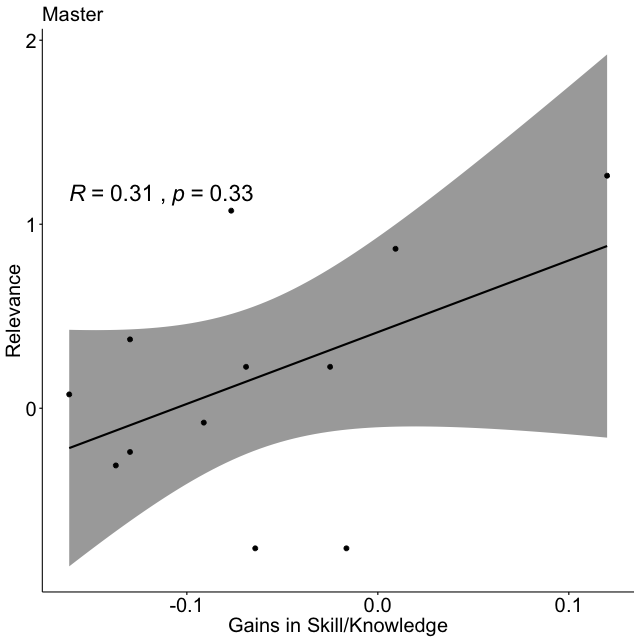 Master
2
R = 0.31 , p = 0.33
1
Relevance
0
-0.1 0.0 0.1
Gains in Skill/Knowledge